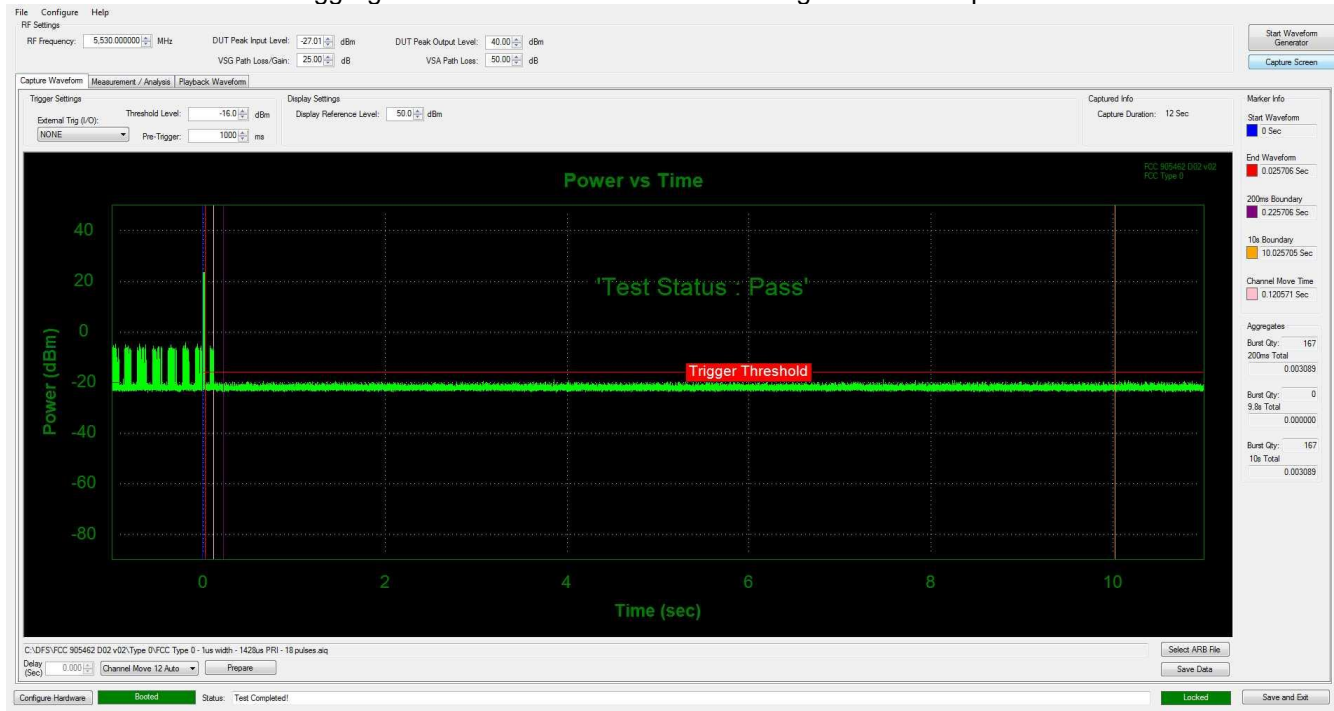 File Configure Help
RF Settings
RF Frequency: 5,530.000000 MHz DUT Peak Input Level: -27.01 dBm DUT Peak Output Level: 40.00 dBm
VSG Path Loss/Gain: 25.00 dB VSA Path Loss: 50.00 dB
Start Waveform Generator
Capture Screen
Capture Waveform Measurement / Analysis Playback Waveform
Trigger Settings
External Trig (I/O): Threshold Level: -16.0 dBm
NONE Pre-Trigger: 1000 ms
Display Settings
Display Reference Level: 50.0 dBm
Captured Info
Capture Duration: 12 Sec
Marker Info
Start Waveform
0 Sec
End Waveform
0.025706 Sec
200ms Boundary
0.225706 Sec
10s Boundary
10.025705 Sec
Channel Move Time
0.120571 Sec
Aggregates
Burst Qty: 167
200ms Total
0.003089
Burst Qty: 0
9.8s Total
0.000000
Burst Qty: 167
10s Total
0.003089
Power vs Time
FCC 905462 D02 v02
FCC Type 0
'Test Status : Pass'
Trigger Threshold
Power (dBm)
40
20
0
-20
-40
-60
-80
0 2 4 6 8 10
Time (sec)
C:\DFS\FCC 905462 D02 v02\Type 0\FCC Type 0 - 1us width - 1428us PRI - 18 pulses.aiq
Select ARB File
Delay (Sec) 0.000 Channel Move 12 Auto Prepare
Save Data
Configure Hardware Booted Status: Test Completed! Locked Save and Exit